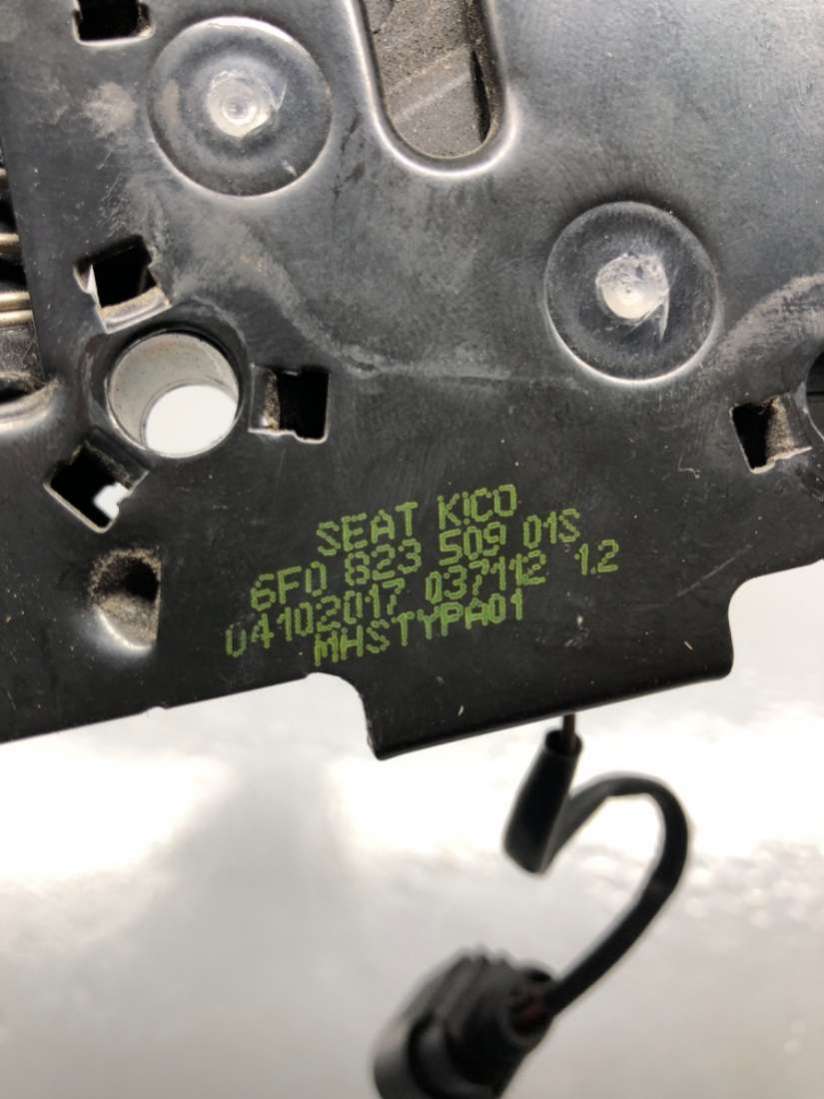 SEAT KICO
6F0 823 509 01S
04102017 037112 1.2
MHSTYPA01